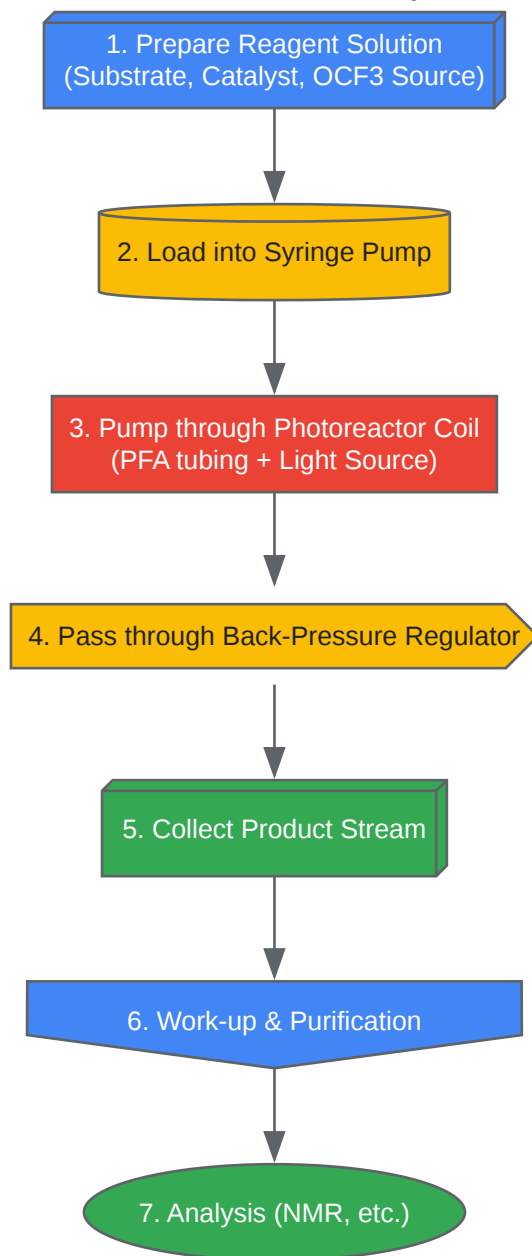 1. Prepare Reagent Solution
(Substrate, Catalyst, OCF3 Source)
2. Load into Syringe Pump
3. Pump through Photoreactor Coil
(PFA tubing + Light Source)
4. Pass through Back-Pressure Regulator
5. Collect Product Stream
6. Work-up & Purification
7. Analysis (NMR, etc.)